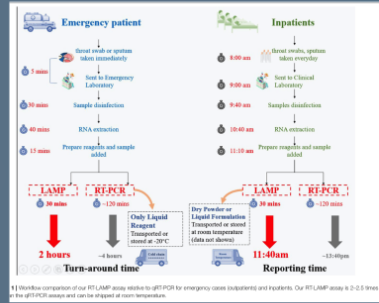 Emergency patient
throat swab or sputum
taken immediately
5 mins
Sent to Emergency
Laboratory
30 mins
Sample disinfection
40 mins
RNA extraction
15 mins
Prepare reagents and sample
added
LAMP
RT-PCR
30 mins
~120 mins
Only Liquid
Reagent
Transported or
stored at -20°C
2 hours
~4 hours
Turn-around time
Inpatients
throat swabs, sputum
taken everyday
8:00 am
9:00 am
Sent to Clinical
Laboratory
9:40 am
Samples disinfection
10:40 am
RNA extraction
11:10 am
Prepare reagents and sample
added
LAMP
RT-PCR
30 mins
~120 mins
Dry Powder or
Liquid Formulation
Transported or stored
at room temperature
(data not shown)
11:40am
~13:40pm
Reporting time
1 | Workflow comparison of our RT-LAMP assay relative to qRT-PCR for emergency cases (outpatients) and inpatients. Our RT-LAMP assay is 2–2.5 times
the qRT-PCR assays and can be shipped at room temperature.